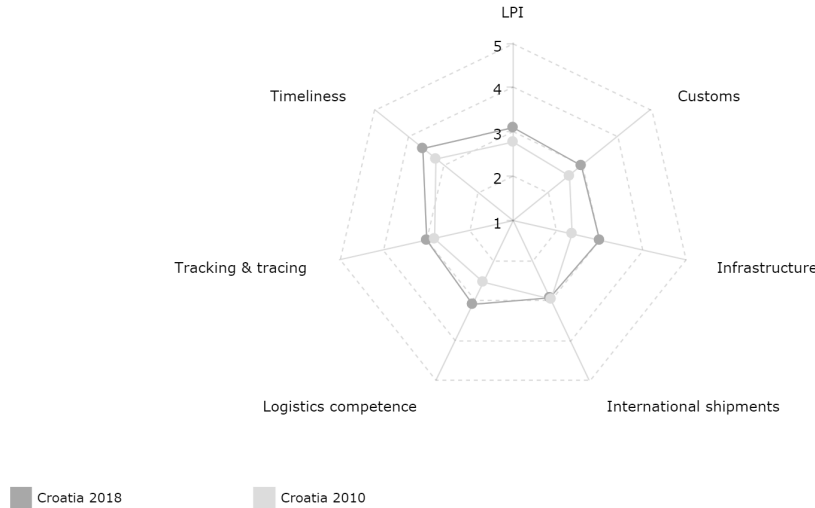 LPI
5
Timeliness
Customs
4
3
2
1
Tracking & tracing
Infrastructure
Logistics competence
International shipments
Croatia 2018
Croatia 2010